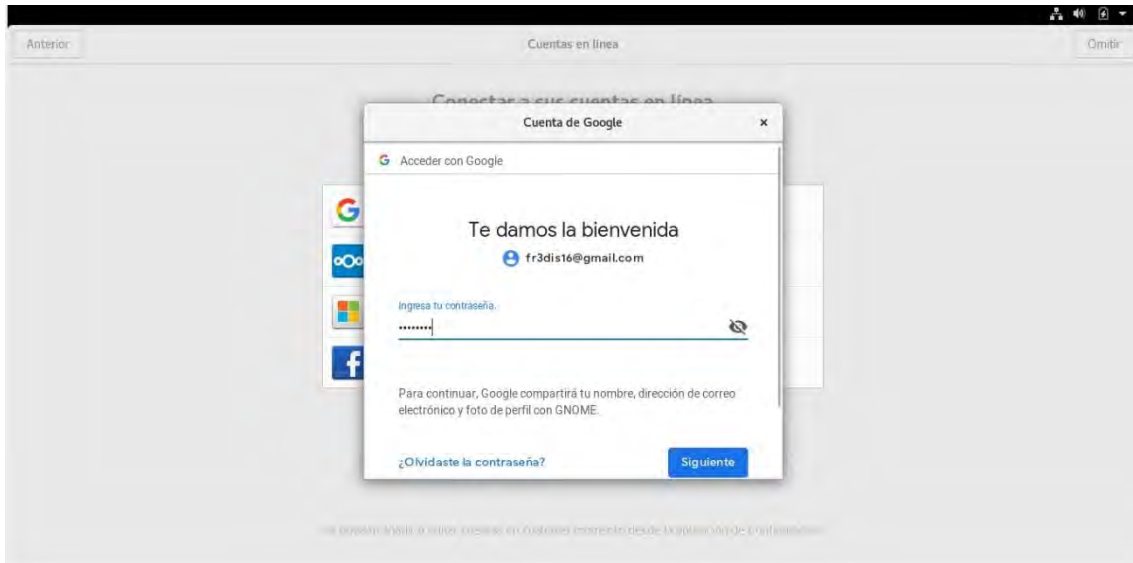 Anterior
Cuentas en línea
Omitir
Conectar a sus cuentas en línea
Cuenta de Google
×
Acceder con Google
Te damos la bienvenida
fr3dis16@gmail.com
Ingresa tu contraseña.
••••••••
Para continuar, Google compartirá tu nombre, dirección de correo
electrónico y foto de perfil con GNOME.
¿Olvidaste la contraseña?
Siguiente